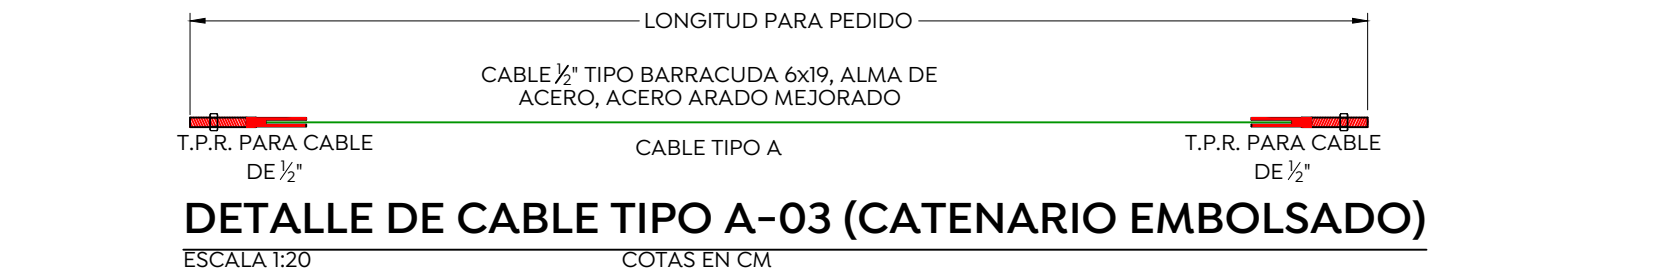 LONGITUD PARA PEDIDO
CABLE ½" TIPO BARRACUDA 6x19, ALMA DE
ACERO, ACERO ARADO MEJORADO
T.P.R. PARA CABLE
DE ½"
CABLE TIPO A
T.P.R. PARA CABLE
DE ½"
DETALLE DE CABLE TIPO A-03 (CATENARIO EMBOLSADO)
ESCALA 1:20
COTAS EN CM